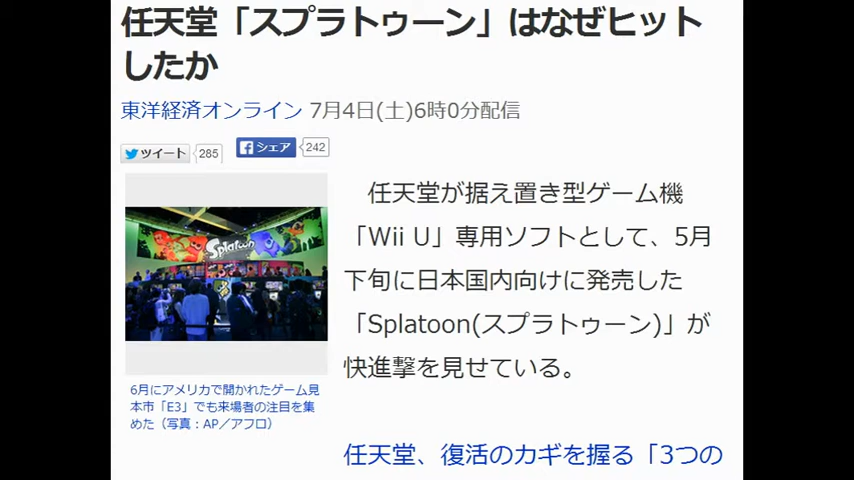 任天堂「スプラトゥーン」はなぜヒット
したか
東洋経済オンライン 7月4日(土)6時0分配信
ツイート 285 シェア 242
Splatoon
任天堂が据え置き型ゲーム機
「Wii U」専用ソフトとして、5月
下旬に日本国内向けに発売した
「Splatoon(スプラトゥーン)」が
快進撃を見せている。
6月にアメリカで開かれたゲーム見
本市「E3」でも来場者の注目を集
めた（写真：AP／アフロ）
任天堂、復活のカギを握る「3つの